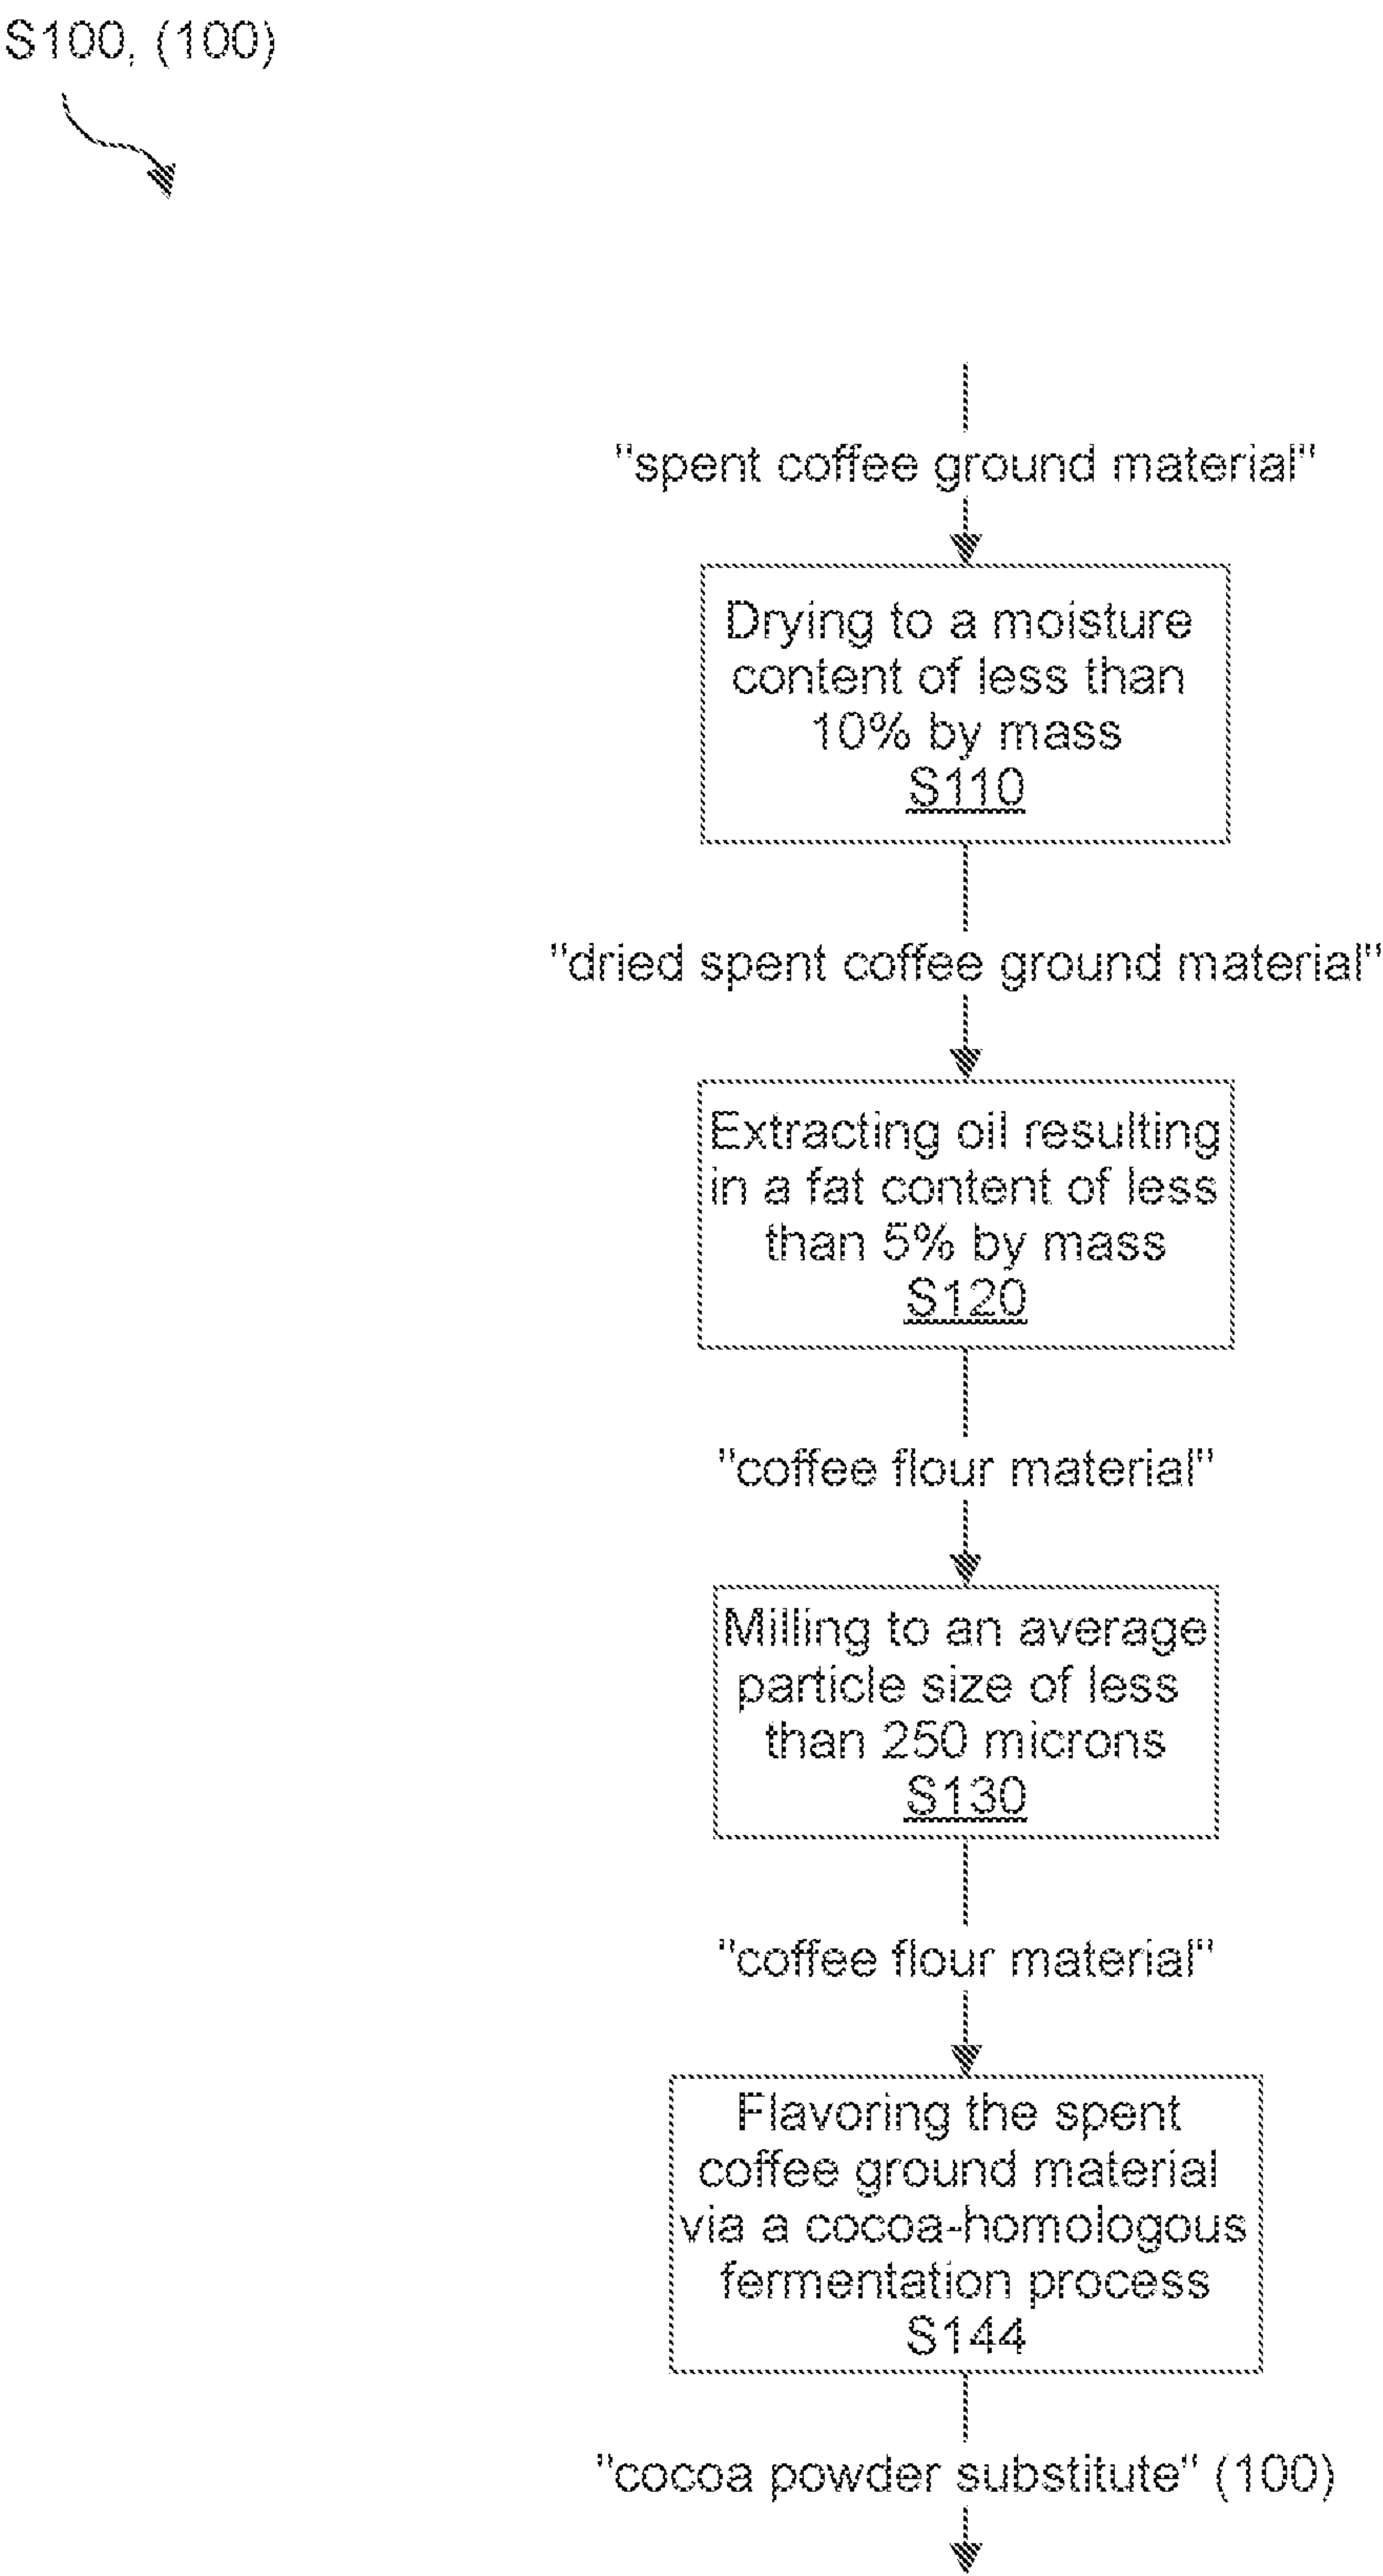 S100, (100)
"spent coffee ground material"
Drying to a moisture
content of less than
10% by mass
S110
"dried spent coffee ground material"
Extracting oil resulting
in a fat content of less
than 5% by mass
S120
"coffee flour material"
Milling to an average
particle size of less
than 250 microns
S130
"coffee flour material"
Flavoring the spent
coffee ground material
via a cocoa-homologous
fermentation process
S144
"cocoa powder substitute" (100)